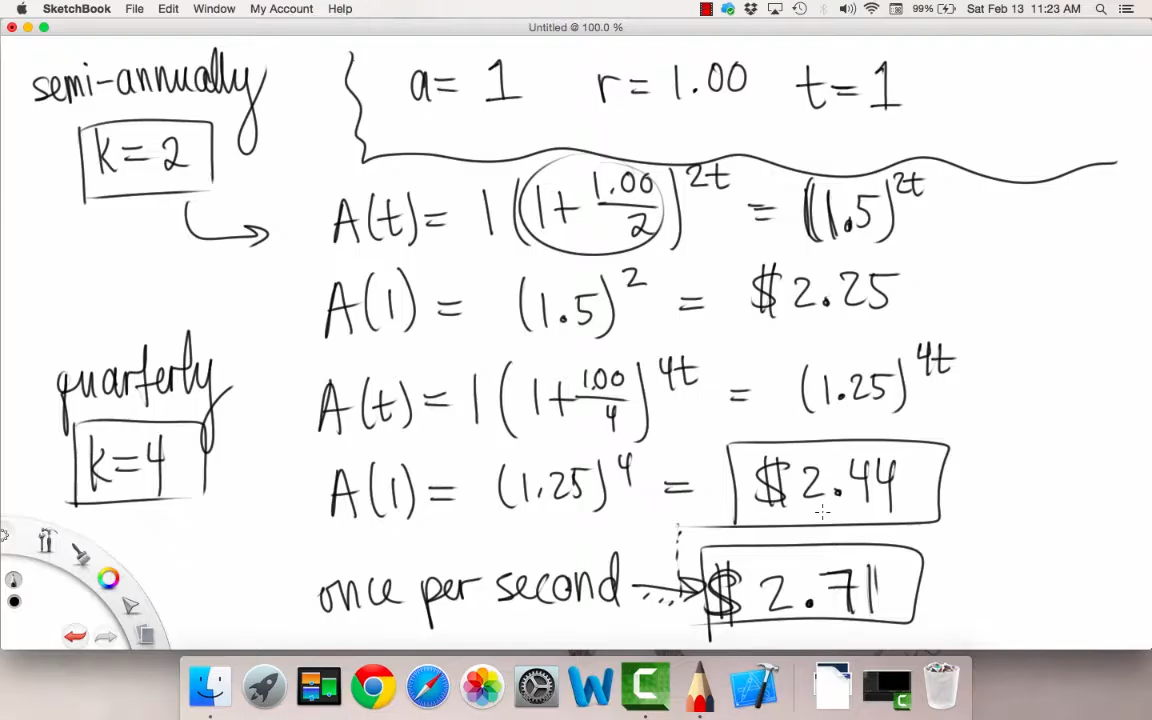 SketchBook File Edit Window My Account Help 99% Sat Feb 13 11:23 AM
Untitled @ 100.0 %
semi-annually
k=2
a= 1 r= 1.00 t=1
A(t)= 1(1+ 1.00/2)^2t = (1.5)^2t
A(1) = (1.5)^2 = $2.25
quarterly
k=4
A(t)= 1(1+ 1.00/4)^4t = (1.25)^4t
A(1) = (1.25)^4 = $2.44
once per second $2.71